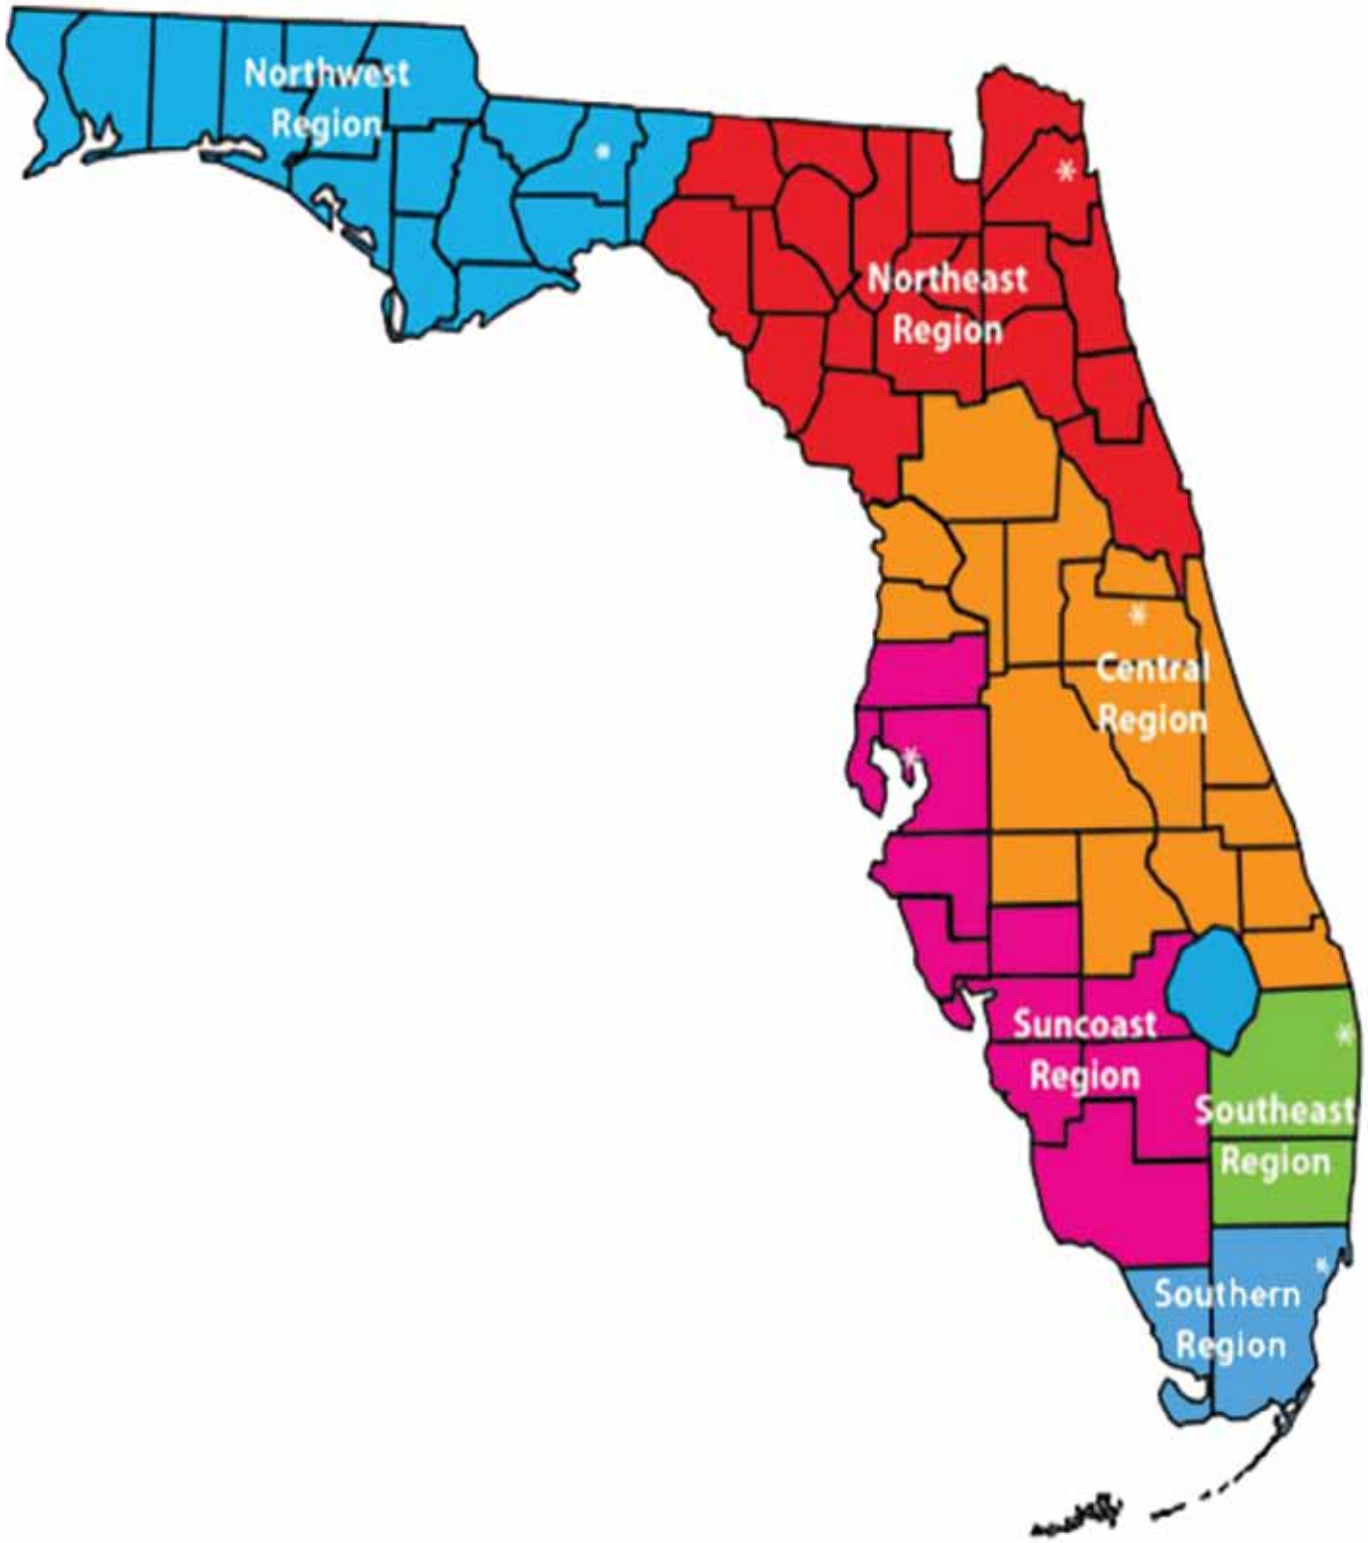 Northwest
Region
*
*
Northeast
Region
*
Central
Region
*
Suncoast
Region
*
Southeast
Region
*
Southern
Region